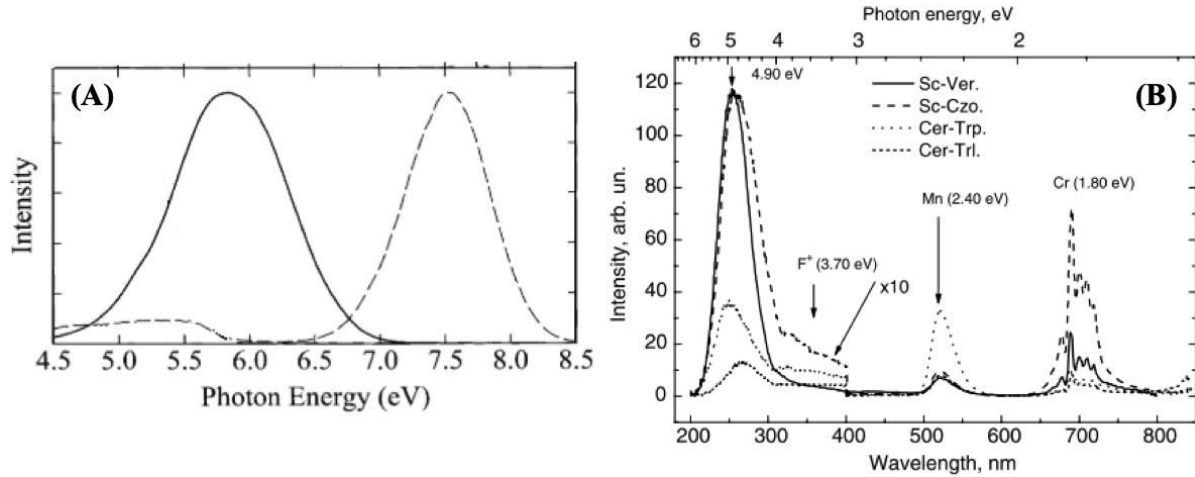 (A)
Intensity
4.5 5.0 5.5 6.0 6.5 7.0 7.5 8.0 8.5
Photon Energy (eV)
Photon energy, eV
6 5 4 3 2
(B)
Intensity, arb. un.
120
100
80
60
40
20
0
4.90 eV
Sc-Ver.
Sc-Czo.
Cer-Trp.
Cer-Trl.
F⁺ (3.70 eV)
x10
Mn (2.40 eV)
Cr (1.80 eV)
200 300 400 500 600 700 800
Wavelength, nm